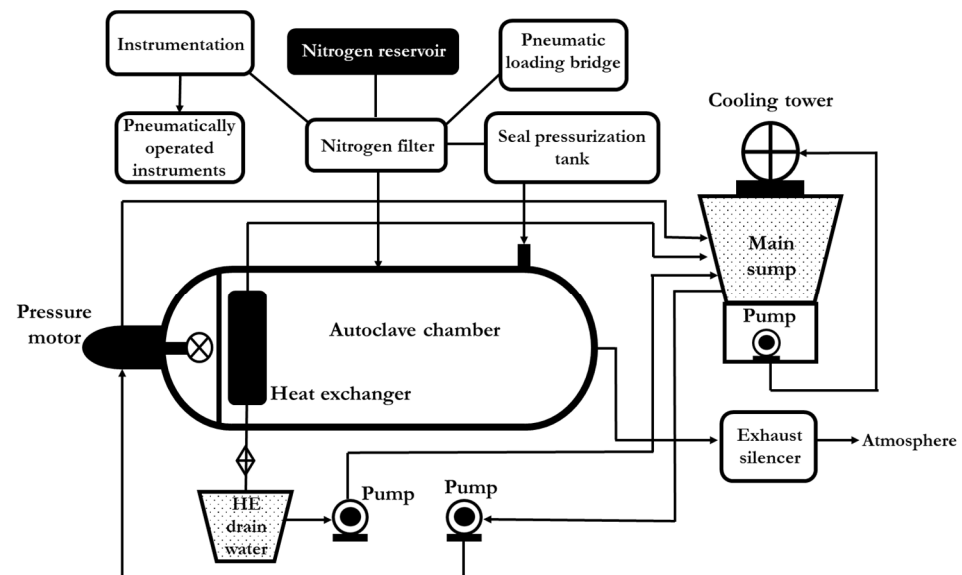 Instrumentation
Nitrogen reservoir
Pneumatic
loading bridge
Cooling tower
Pneumatically
operated
instruments
Nitrogen filter
Seal pressurization
tank
Main
sump
Pressure
motor
Autoclave chamber
Pump
Heat exchanger
Exhaust
silencer
Atmosphere
HE
drain
water
Pump
Pump